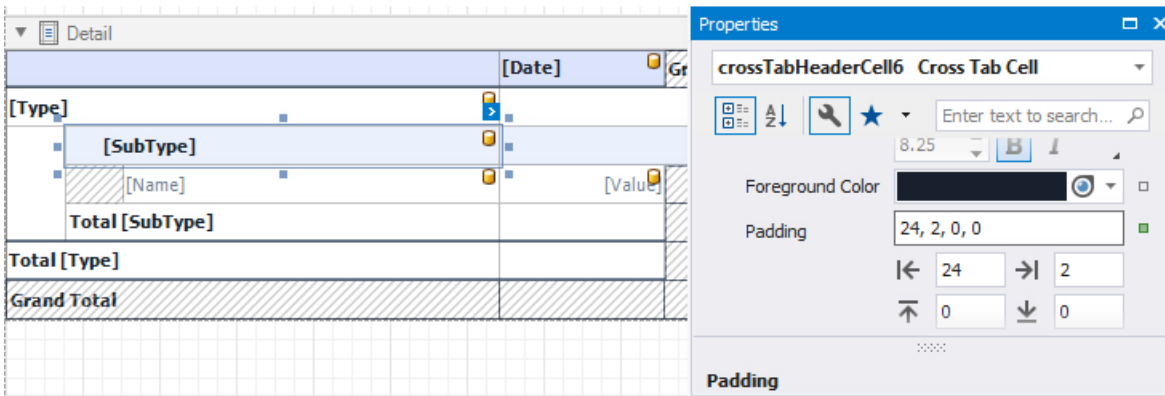 Detail
[Date]
Gr
[Type]
[SubType]
[Name]
[Value]
Total [SubType]
Total [Type]
Grand Total
Properties
crossTabHeaderCell6 Cross Tab Cell
Enter text to search...
8.25
B
I
Foreground Color
Padding
24, 2, 0, 0
24
2
0
0
Padding